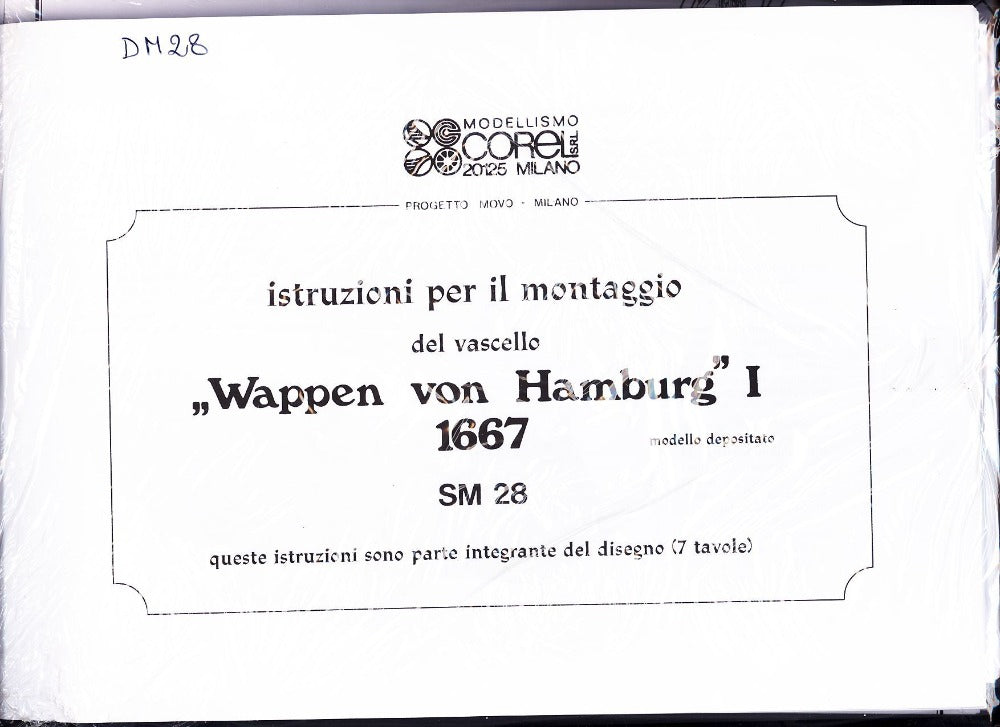 DM28
MODELLISMO
COREL SRL
20125 MILANO
PROGETTO MOVO - MILANO
istruzioni per il montaggio
del vascello
„Wappen von Hamburg” I
1667
modello depositato
SM 28
queste istruzioni sono parte integrante del disegno (7 tavole)